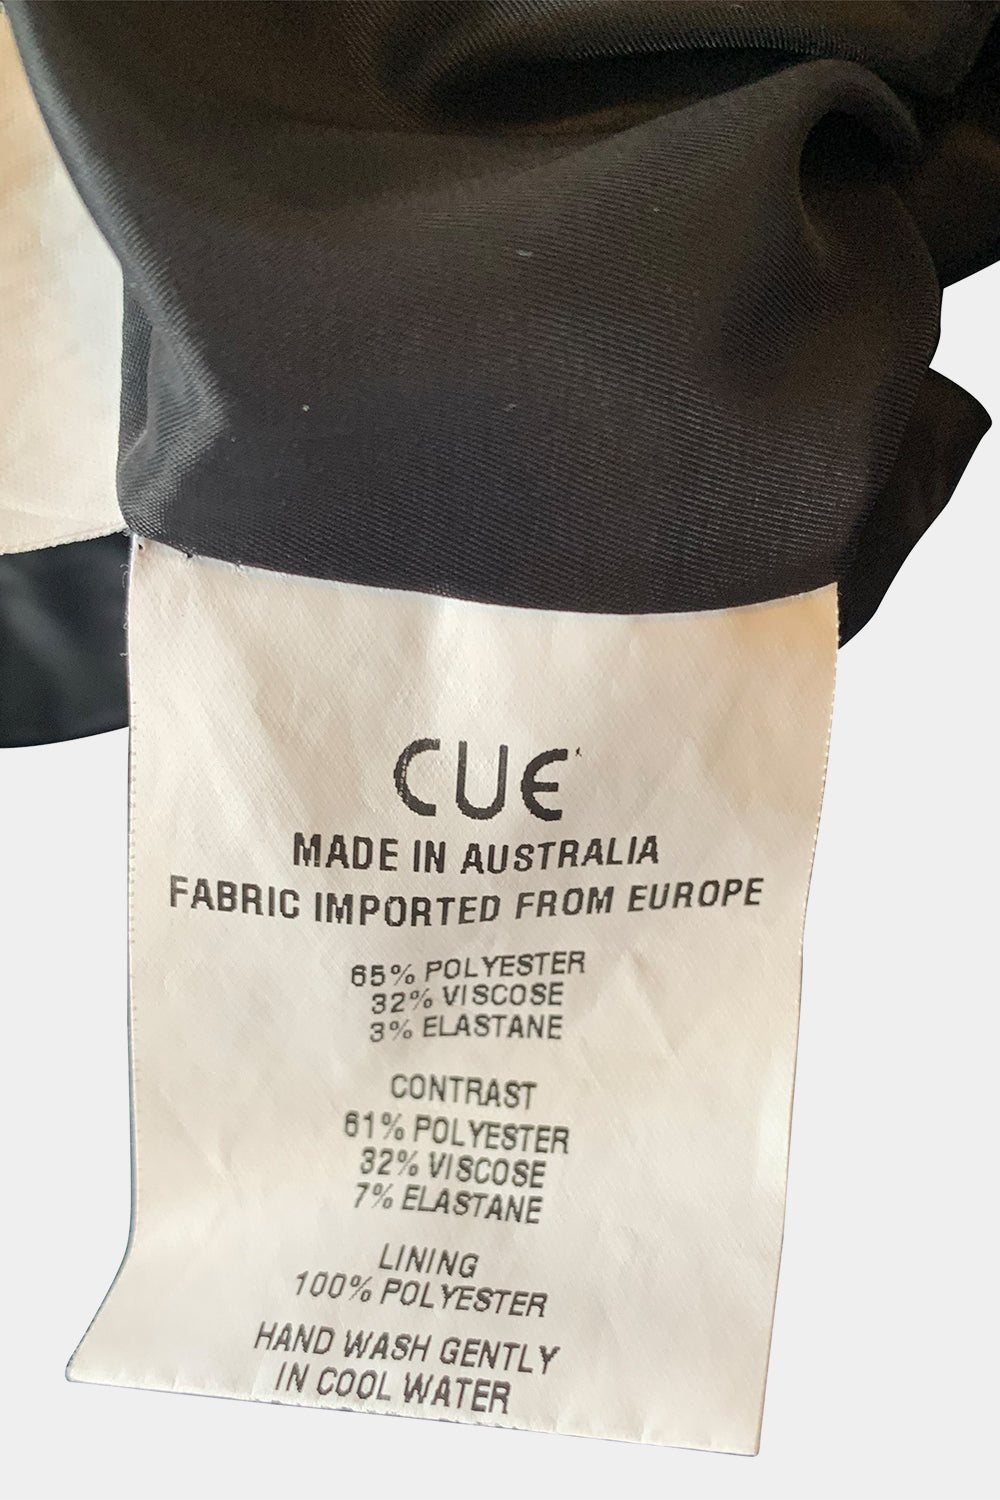 CUE
MADE IN AUSTRALIA
FABRIC IMPORTED FROM EUROPE
65% POLYESTER
32% VISCOSE
3% ELASTANE
CONTRAST
61% POLYESTER
32% VISCOSE
7% ELASTANE
LINING
100% POLYESTER
HAND WASH GENTLY
IN COOL WATER